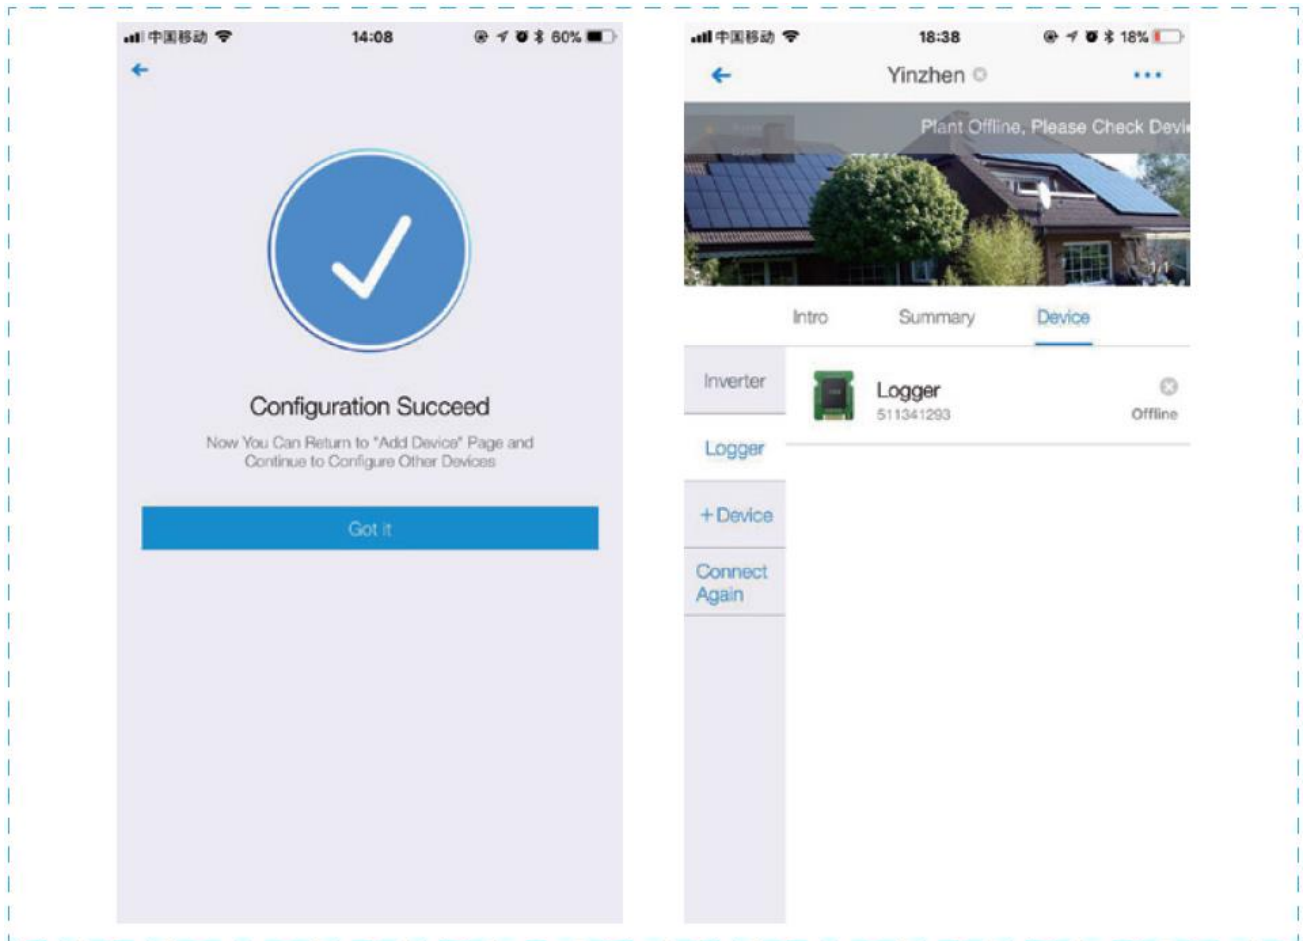 中国移动 14:08 60%
Configuration Succeed
Now You Can Return to "Add Device" Page and
Continue to Configure Other Devices
Got it
中国移动 18:38 18%
Yinzhen
Plant Offline, Please Check Devi
Intro Summary Device
Inverter
Logger
511341293
Offline
Logger
+Device
Connect
Again